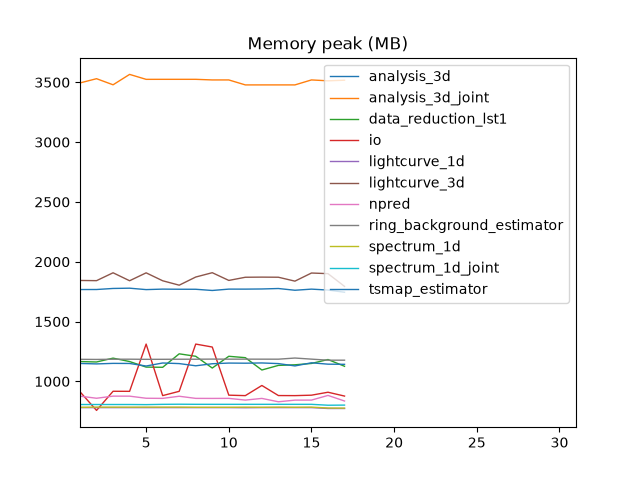 Memory peak (MB)
3500
3000
2500
2000
1500
1000
analysis_3d
analysis_3d_joint
data_reduction_lst1
io
lightcurve_1d
lightcurve_3d
npred
ring_background_estimator
spectrum_1d
spectrum_1d_joint
tsmap_estimator
5 10 15 20 25 30